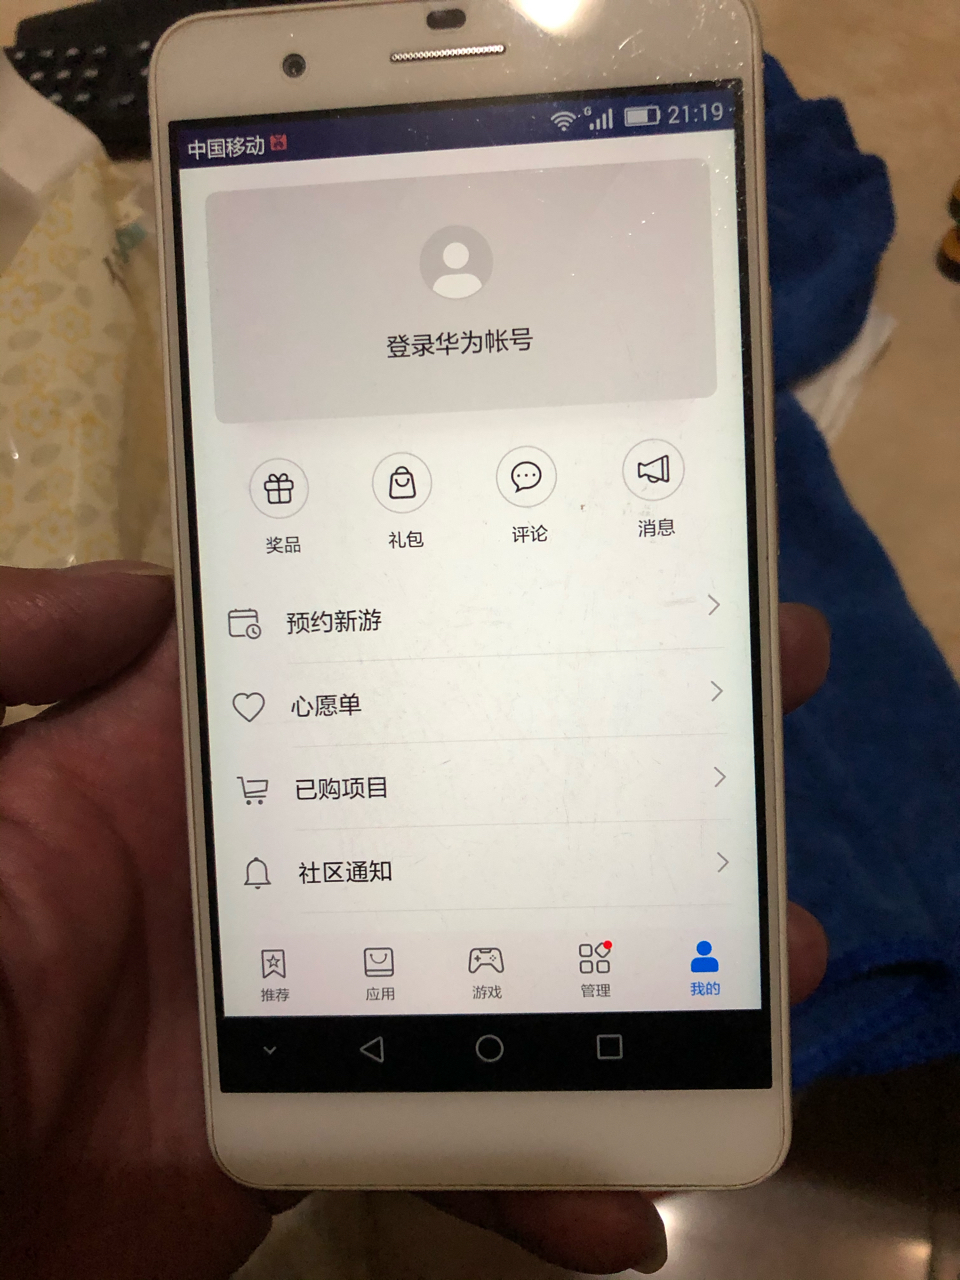 中国移动
G
21:19
登录华为帐号
奖品
礼包
评论
消息
预约新游
心愿单
已购项目
社区通知
推荐
应用
游戏
管理
我的